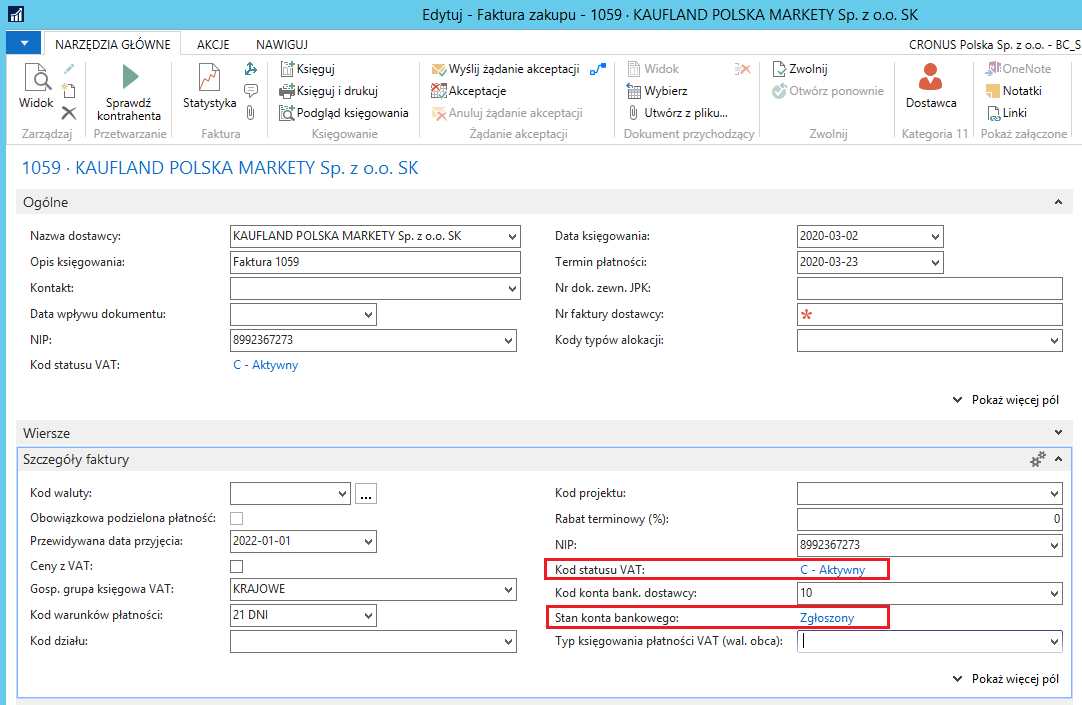 Edytuj - Faktura zakupu - 1059 · KAUFLAND POLSKA MARKETY Sp. z o.o. SK
NARZĘDZIA GŁÓWNE AKCJE NAWIGUJ CRONUS Polska Sp. z o.o. - BC_S
Widok
Zarządzaj
Sprawdź kontrahenta
Przetwarzanie
Statystyka
Faktura
Księguj
Księguj i drukuj
Podgląd księgowania
Księgowanie
Wyślij żądanie akceptacji
Akceptacje
Anuluj żądanie akceptacji
Żądanie akceptacji
Widok
Wybierz
Utwórz z pliku...
Dokument przychodzący
Zwolnij
Otwórz ponownie
Zwolnij
Dostawca
Kategoria 11
OneNote
Notatki
Linki
Pokaż załączone
1059 · KAUFLAND POLSKA MARKETY Sp. z o.o. SK
Ogólne
Nazwa dostawcy: KAUFLAND POLSKA MARKETY Sp. z o.o. SK
Opis księgowania: Faktura 1059
Kontakt:
Data wpływu dokumentu:
NIP: 8992367273
Kod statusu VAT: C - Aktywny
Data księgowania: 2020-03-02
Termin płatności: 2020-03-23
Nr dok. zewn. JPK:
Nr faktury dostawcy: *
Kody typów alokacji:
Pokaż więcej pól
Wiersze
Szczegóły faktury
Kod waluty: ...
Obowiązkowa podzielona płatność:
Przewidywana data przyjęcia: 2022-01-01
Ceny z VAT:
Gosp. grupa księgowa VAT: KRAJOWE
Kod warunków płatności: 21 DNI
Kod działu:
Kod projektu:
Rabat terminowy (%): 0
NIP: 8992367273
Kod statusu VAT: C - Aktywny
Kod konta bank. dostawcy: 10
Stan konta bankowego: Zgłoszony
Typ księgowania płatności VAT (wal. obca):
Pokaż więcej pól